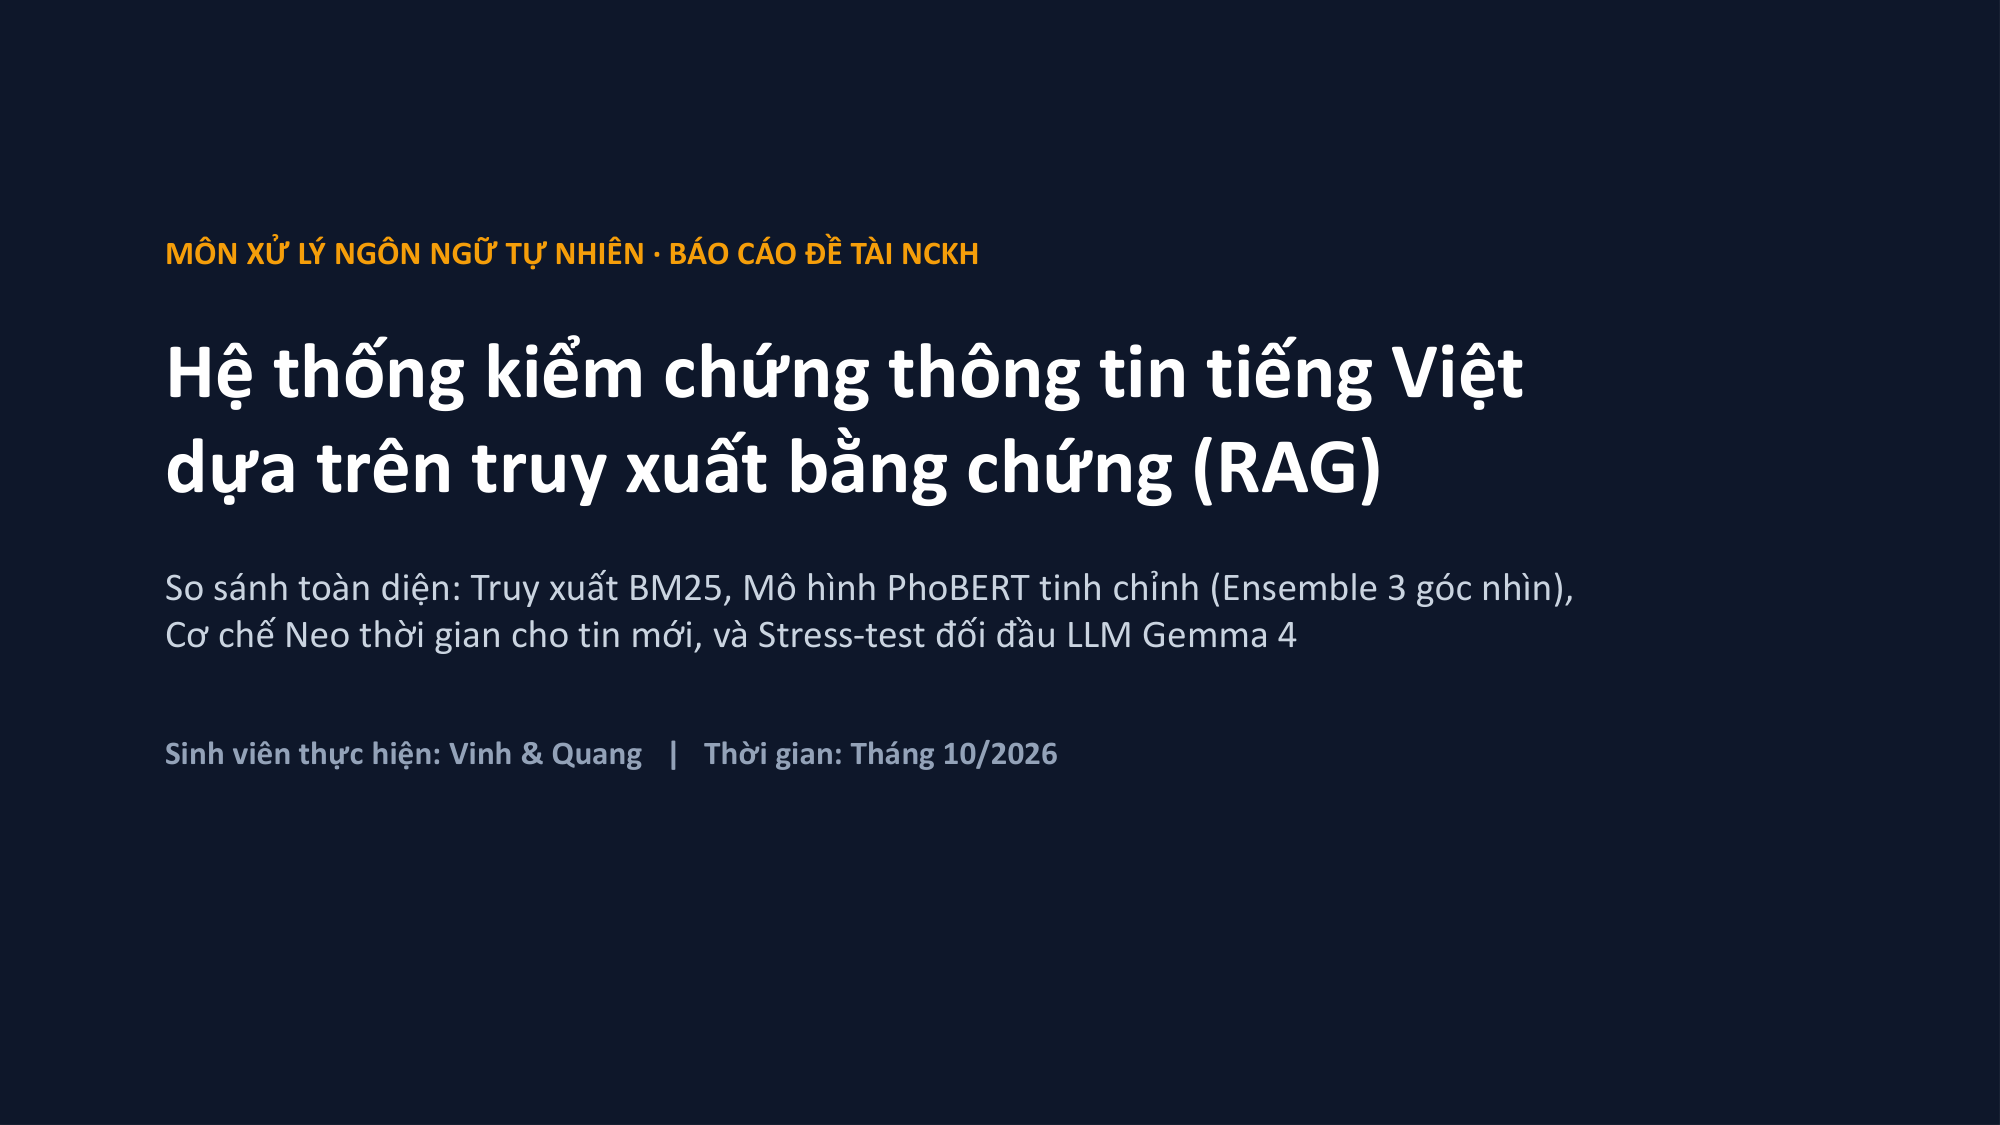 MÔN XỬ LÝ NGÔN NGỮ TỰ NHIÊN · BÁO CÁO ĐỀ TÀI NCKH
Hệ thống kiểm chứng thông tin tiếng Việt
dựa trên truy xuất bằng chứng (RAG)
So sánh toàn diện: Truy xuất BM25, Mô hình PhoBERT tinh chỉnh (Ensemble 3 góc nhìn),
Cơ chế Neo thời gian cho tin mới, và Stress-test đối đầu LLM Gemma 4
Sinh viên thực hiện: Vinh & Quang | Thời gian: Tháng 10/2026